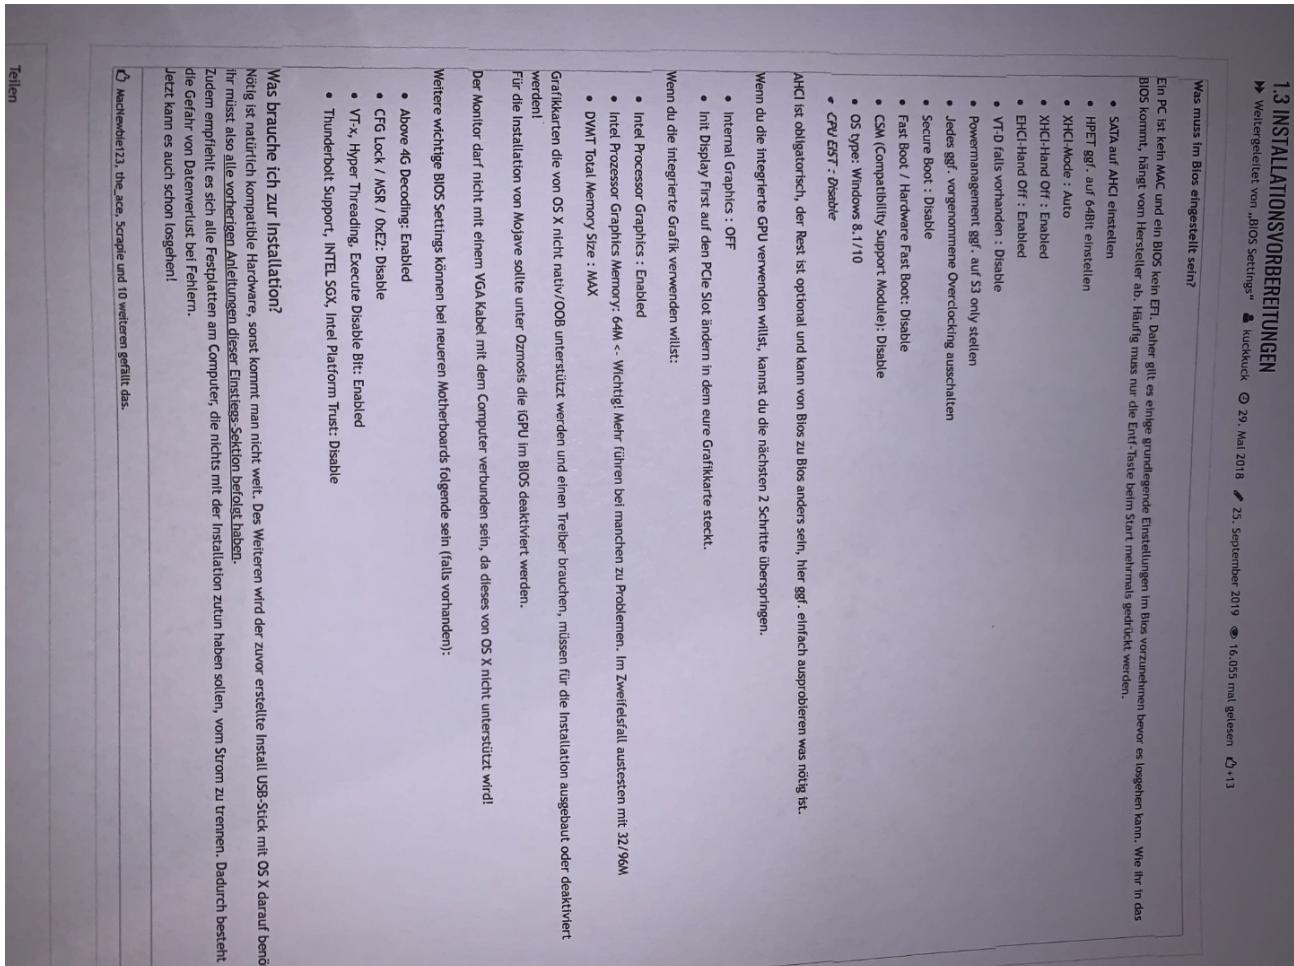 1.3 INSTALLATIONSVORBEREITUNGEN
Weitergeleitet von „BIOS Settings“ kuckkuck 29. Mai 2018 25. September 2019 16.055 mal gelesen +13
Was muss im Bios eingestellt sein?
Ein PC ist kein MAC und ein BIOS kein EFI. Daher gilt es einige grundlegende Einstellungen im Bios vorzunehmen bevor es losgehen kann. Wie ihr in das
BIOS kommt, hängt vom Hersteller ab. Häufig muss nur die Entf-Taste beim Start mehrmals gedrückt werden.
• SATA auf AHCI einstellen
• HPET ggf. auf 64Bit einstellen
• XHCI-Mode : Auto
• XHCI-Hand Off : Enabled
• EHCI-Hand Off : Enabled
• VT-D falls vorhanden : Disable
• Powermanagement ggf. auf S3 only stellen
• Jedes ggf. vorgenommene Overclocking ausschalten
• Secure Boot : Disable
• Fast Boot / Hardware Fast Boot: Disable
• CSM (Compatibility Support Module): Disable
• OS type: Windows 8.1/10
• CPU EIST : Disable
AHCI ist obligatorisch, der Rest ist optional und kann von Bios zu Bios anders sein, hier ggf. einfach ausprobieren was nötig ist.
Wenn du die integrierte GPU verwenden willst, kannst du die nächsten 2 Schritte überspringen.
• Internal Graphics : OFF
• Init Display First auf den PCIe Slot ändern in dem eure Grafikkarte steckt.
Wenn du die integrierte Grafik verwenden willst:
• Intel Processor Graphics : Enabled
• Intel Prozessor Graphics Memory: 64M <- Wichtig! Mehr führen bei manchen zu Problemen. Im Zweifelsfall austesten mit 32/96M
• DVMT Total Memory Size : MAX
Grafikkarten die von OS X nicht nativ/OOB unterstützt werden und einen Treiber brauchen, müssen für die Installation ausgebaut oder deaktiviert
werden!
Für die Installation von Mojave sollte unter Ozmosis die iGPU im BIOS deaktiviert werden.
Der Monitor darf nicht mit einem VGA Kabel mit dem Computer verbunden sein, da dieses von OS X nicht unterstützt wird!
Weitere wichtige BIOS Settings können bei neueren Motherboards folgende sein (falls vorhanden):
• Above 4G Decoding: Enabled
• CFG Lock / MSR / 0xE2: Disable
• VT-x, Hyper Threading, Execute Disable Bit: Enabled
• Thunderbolt Support, INTEL SGX, Intel Platform Trust: Disable
Was brauche ich zur Installation?
Nötig ist natürlich kompatible Hardware, sonst kommt man nicht weit. Des Weiteren wird der zuvor erstellte Install USB-Stick mit OS X darauf benö
ihr müsst also alle vorherigen Anleitungen dieser Einstiegs-Sektion befolgt haben.
Zudem empfiehlt es sich alle Festplatten am Computer, die nichts mit der Installation zutun haben sollen, vom Strom zu trennen. Dadurch besteht
die Gefahr von Datenverlust bei Fehlern.
Jetzt kann es auch schon losgehen!
MacNewbie123, the_ace, Scrapie und 10 weiteren gefällt das.
Teilen